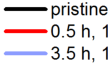 pristine
0.5 h, 1
3.5 h, 1